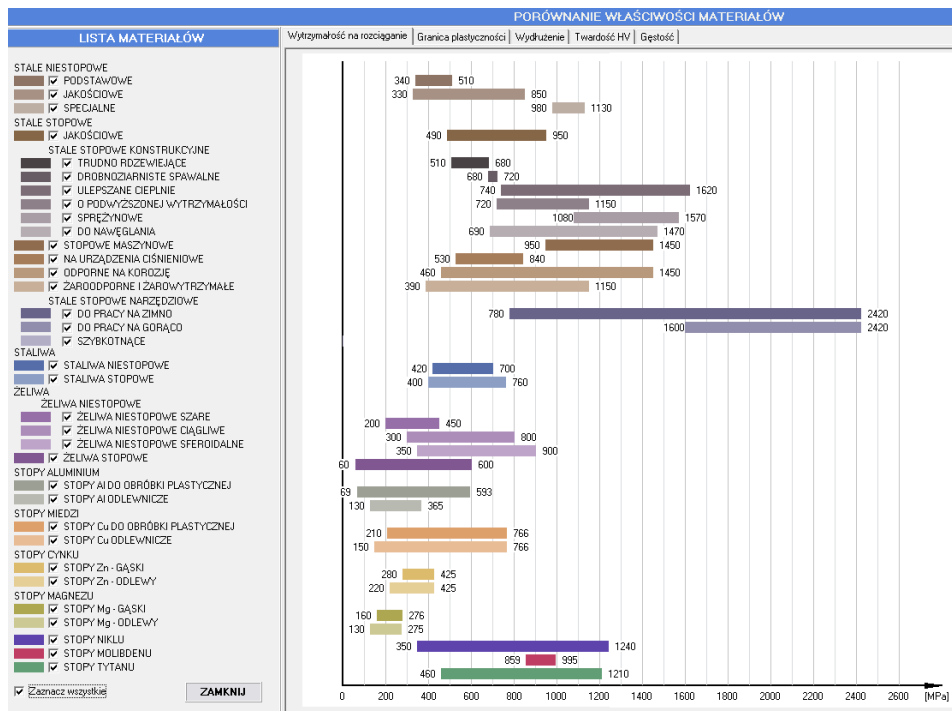 PORÓWNANIE WŁAŚCIWOŚCI MATERIAŁÓW
LISTA MATERIAŁÓW
Wytrzymałość na rozciąganie Granica plastyczności Wydłużenie Twardość HV Gęstość
STALE NIESTOPOWE
PODSTAWOWE 340 510
JAKOŚCIOWE 330 850
SPECJALNE 980 1130
STALE STOPOWE
JAKOŚCIOWE 490 950
STALE STOPOWE KONSTRUKCYJNE
TRUDNO RDZEWIEJĄCE 510 680
DROBNOZIARNISTE SPAWALNE 680 720
ULEPSZANE CIEPLNIE 740 1620
O PODWYŻSZONEJ WYTRZYMAŁOŚCI 720 1150
SPRĘŻYNOWE 1080 1570
DO NAWĘGLANIA 690 1470
STOPOWE MASZYNOWE 950 1450
NA URZĄDZENIA CIŚNIENIOWE 530 840
ODPORNE NA KOROZJĘ 460 1450
ŻAROODPORNE I ŻAROWYTRZYMAŁE 390 1150
STALE STOPOWE NARZĘDZIOWE
DO PRACY NA ZIMNO 780 2420
DO PRACY NA GORĄCO 1600 2420
SZYBKOTNĄCE
STALIWA
STALIWA NIESTOPOWE 420 700
STALIWA STOPOWE 400 760
ŻELIWA
ŻELIWA NIESTOPOWE
ŻELIWA NIESTOPOWE SZARE 200 450
ŻELIWA NIESTOPOWE CIĄGLIWE 300 800
ŻELIWA NIESTOPOWE SFEROIDALNE 350 900
ŻELIWA STOPOWE 60 600
STOPY ALUMINIUM
STOPY Al DO OBRÓBKI PLASTYCZNEJ 69 593
STOPY Al ODLEWNICZE 130 365
STOPY MIEDZI
STOPY Cu DO OBRÓBKI PLASTYCZNEJ 210 766
STOPY Cu ODLEWNICZE 150 766
STOPY CYNKU
STOPY Zn - GĄSKI 280 425
STOPY Zn - ODLEWY 220 425
STOPY MAGNEZU
STOPY Mg - GĄSKI 160 276
STOPY Mg - ODLEWY 130 275
STOPY NIKLU 350 1240
STOPY MOLIBDENU 859 995
STOPY TYTANU 460 1210
Zaznacz wszystkie ZAMKNIJ
0 200 400 600 800 1000 1200 1400 1600 1800 2000 2200 2400 2600 [MPa]